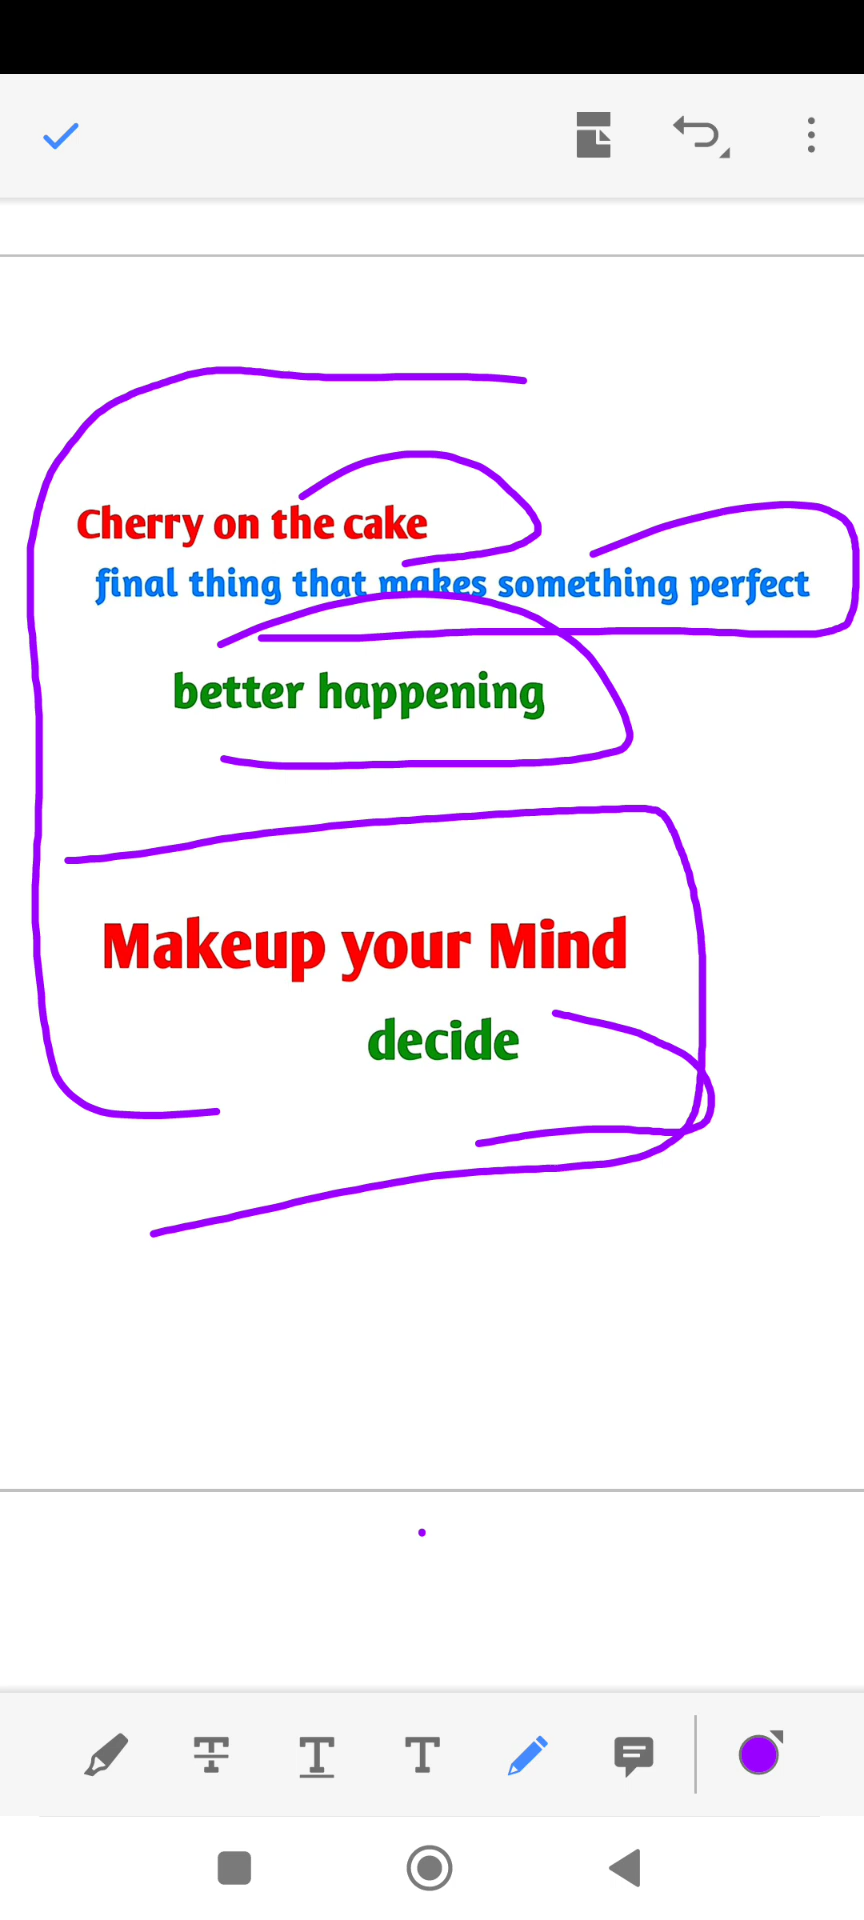 Cherry on the cake
final thing that makes something perfect
better happening
Makeup your Mind
decide